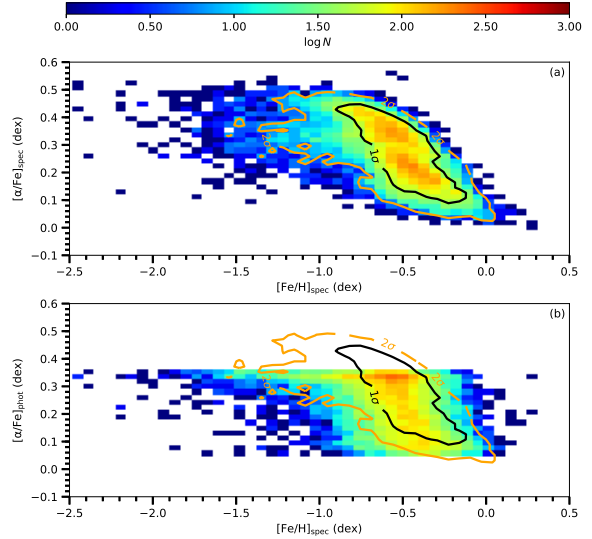 0.00 0.50 1.00 1.50 2.00 2.50 3.00
log N
(a)
0.6
0.5
0.4
0.3
0.2
0.1
0.0
−0.1
[α/Fe]spec (dex)
2σ
2σ
2σ
1σ
−2.5 −2.0 −1.5 −1.0 −0.5 0.0 0.5
[Fe/H]spec (dex)
(b)
0.6
0.5
0.4
0.3
0.2
0.1
0.0
−0.1
[α/Fe]phot (dex)
2σ
2σ
2σ
1σ
−2.5 −2.0 −1.5 −1.0 −0.5 0.0 0.5
[Fe/H]spec (dex)